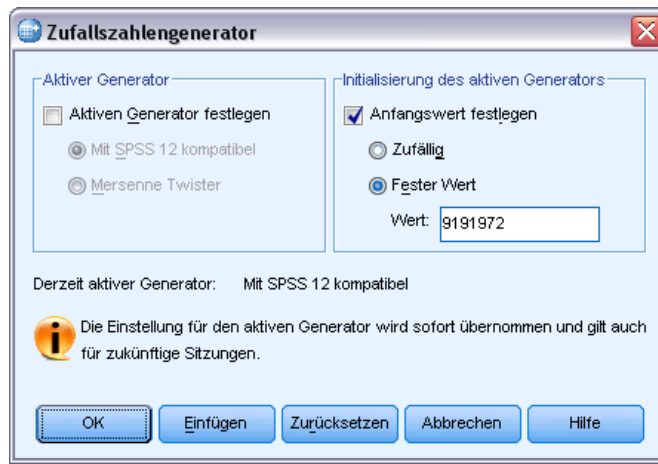 Zufallszahlengenerator
Aktiver Generator
Aktiven Generator festlegen
Mit SPSS 12 kompatibel
Mersenne Twister
Initialisierung des aktiven Generators
Anfangswert festlegen
Zufällig
Fester Wert
Wert: 9191972
Derzeit aktiver Generator: Mit SPSS 12 kompatibel
Die Einstellung für den aktiven Generator wird sofort übernommen und gilt auch
für zukünftige Sitzungen.
OK Einfügen Zurücksetzen Abbrechen Hilfe